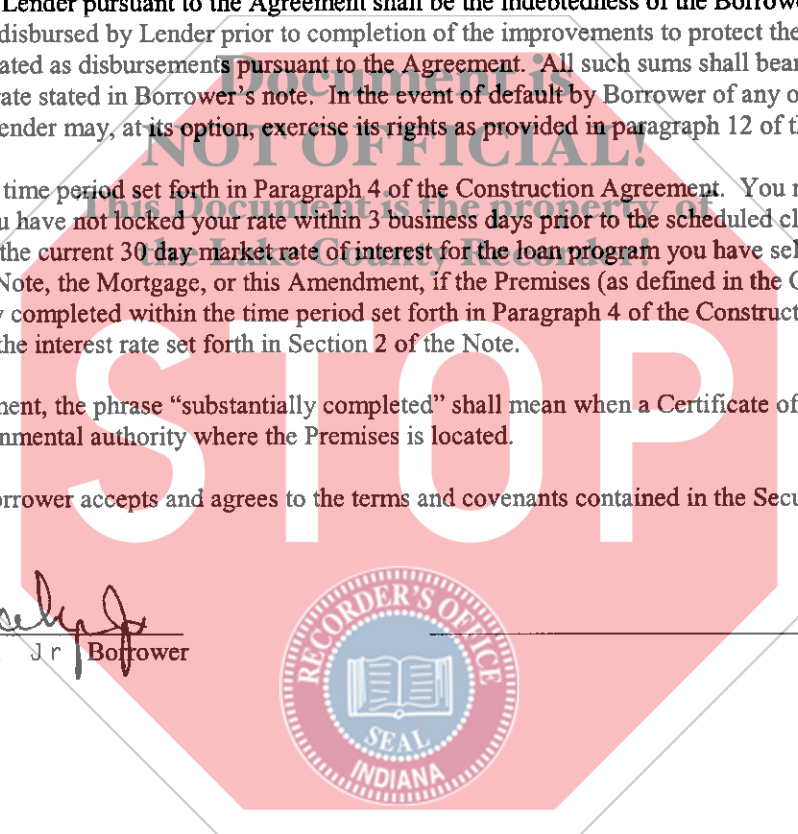 Lender pursuant to the Agreement shall be the indebtedness of the Borrowe
disbursed by Lender prior to completion of the improvements to protect the
ated as disbursements pursuant to the Agreement. All such sums shall bear
Document is
ate stated in Borrower's note. In the event of default by Borrower of any o
ender may, at its option, exercise its rights as provided in paragraph 12 of th
NOT OFFICIAL!
time period set forth in Paragraph 4 of the Construction Agreement. You
This Document is the property of
u have not locked your rate within 3 business days prior to the scheduled cl
the current 30 day market rate of interest for the loan program you have sel
the Lake County Recorder!
Note, the Mortgage, or this Amendment, if the Premises (as defined in the C
y completed within the time period set forth in Paragraph 4 of the Construct
the interest rate set forth in Section 2 of the Note.
STOP
ment, the phrase “substantially completed” shall mean when a Certificate of
nmental authority where the Premises is located.
orrower accepts and agrees to the terms and covenants contained in the Secu
Jr Borrower
RECORDER'S OFFICE
SEAL
INDIANA